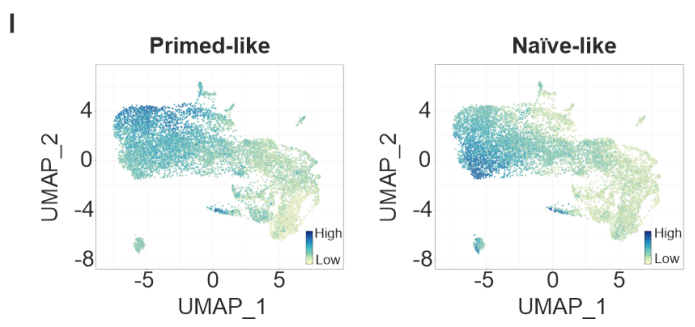 I
Primed-like
Naïve-like
UMAP_2
4
0
-4
-8
High
Low
-5
0
5
UMAP_1
UMAP_2
4
0
-4
-8
High
Low
-5
0
5
UMAP_1